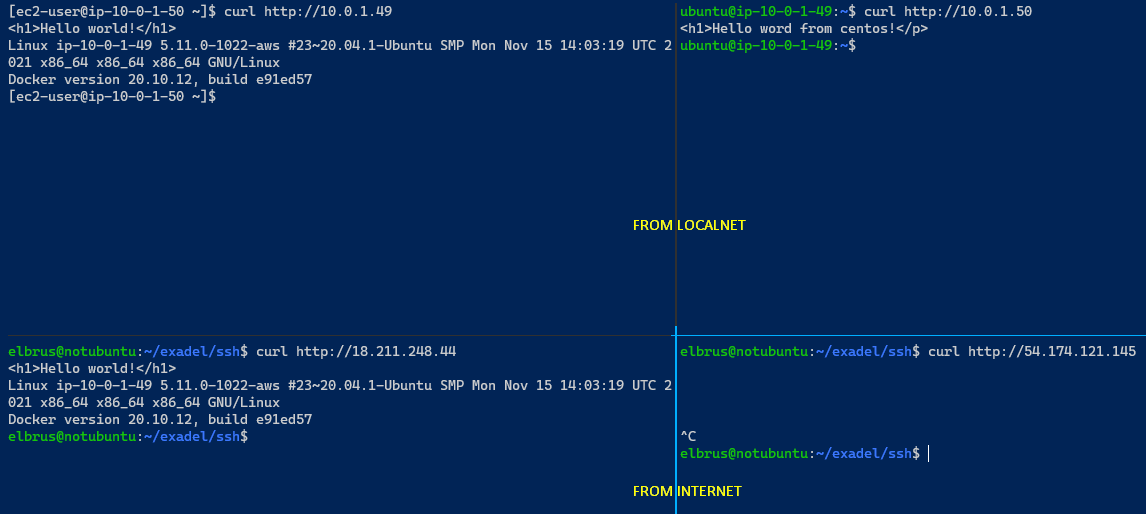 [ec2-user@ip-10-0-1-50 ~]$ curl http://10.0.1.49
<h1>Hello world!</h1>
Linux ip-10-0-1-49 5.11.0-1022-aws #23~20.04.1-Ubuntu SMP Mon Nov 15 14:03:19 UTC 2
021 x86_64 x86_64 x86_64 GNU/Linux
Docker version 20.10.12, build e91ed57
[ec2-user@ip-10-0-1-50 ~]$
ubuntu@ip-10-0-1-49:~$ curl http://10.0.1.50
<h1>Hello word from centos!</p>
ubuntu@ip-10-0-1-49:~$
FROM LOCALNET
elbrus@notubuntu:~/exadel/ssh$ curl http://18.211.248.44
<h1>Hello world!</h1>
Linux ip-10-0-1-49 5.11.0-1022-aws #23~20.04.1-Ubuntu SMP Mon Nov 15 14:03:19 UTC 2
021 x86_64 x86_64 x86_64 GNU/Linux
Docker version 20.10.12, build e91ed57
elbrus@notubuntu:~/exadel/ssh$
elbrus@notubuntu:~/exadel/ssh$ curl http://54.174.121.145
^C
elbrus@notubuntu:~/exadel/ssh$
FROM INTERNET